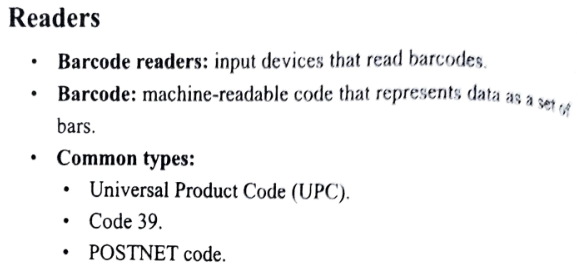 Readers
• Barcode readers: input devices that read barcodes.
• Barcode: machine-readable code that represents data as a set of
bars.
• Common types:
• Universal Product Code (UPC).
• Code 39.
• POSTNET code.